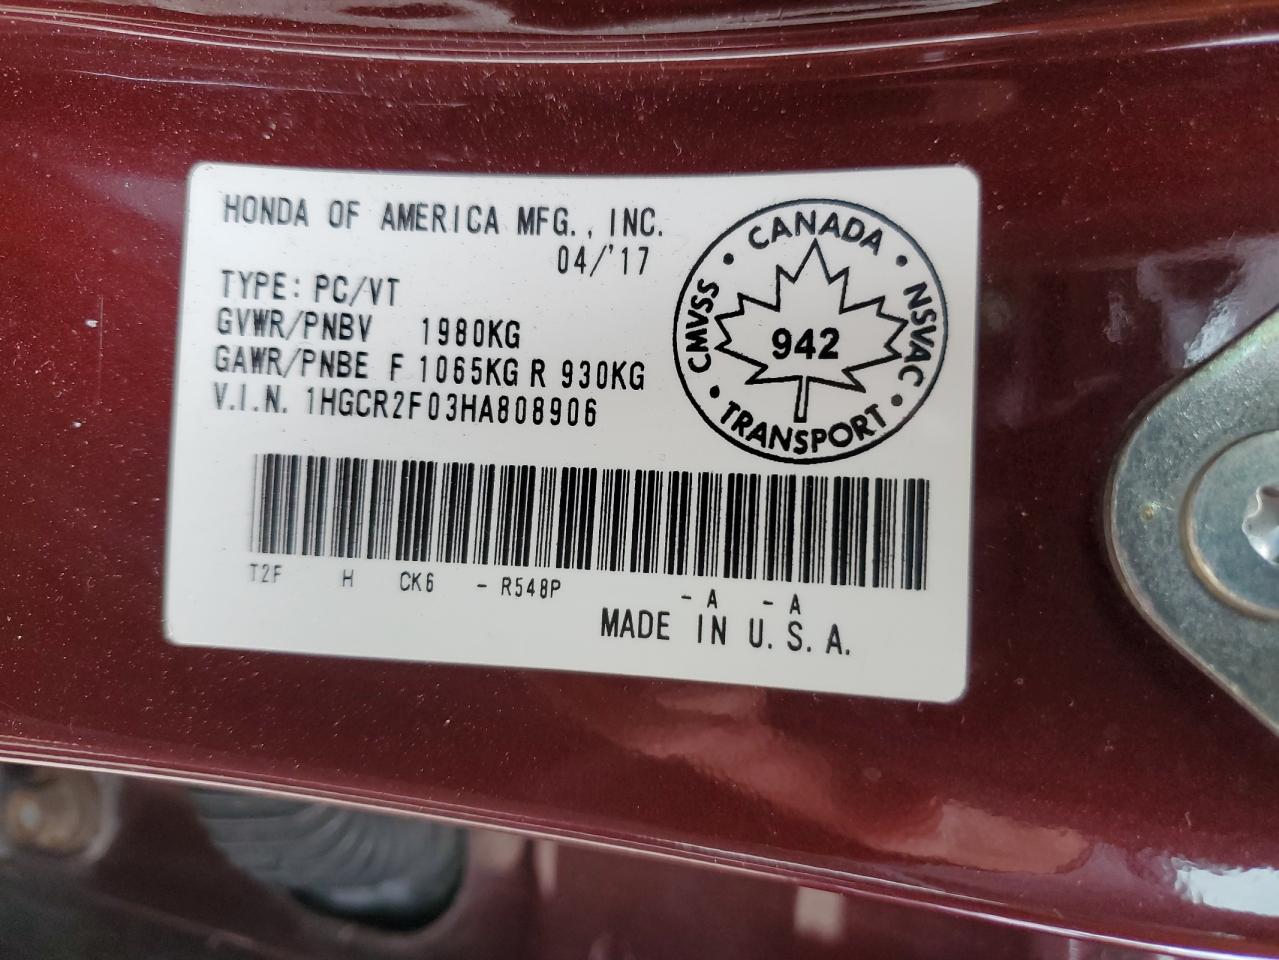 HONDA OF AMERICA MFG., INC.
04/'17
TYPE: PC/VT
GVWR/PNBV 1980KG
GAWR/PNBE F 1065KG R 930KG
V.I.N. 1HGCR2F03HA808906
CANADA
CMVSS
NSVAC
942
TRANSPORT
T2F H CK6 - R548P - A - A
MADE IN U.S.A.